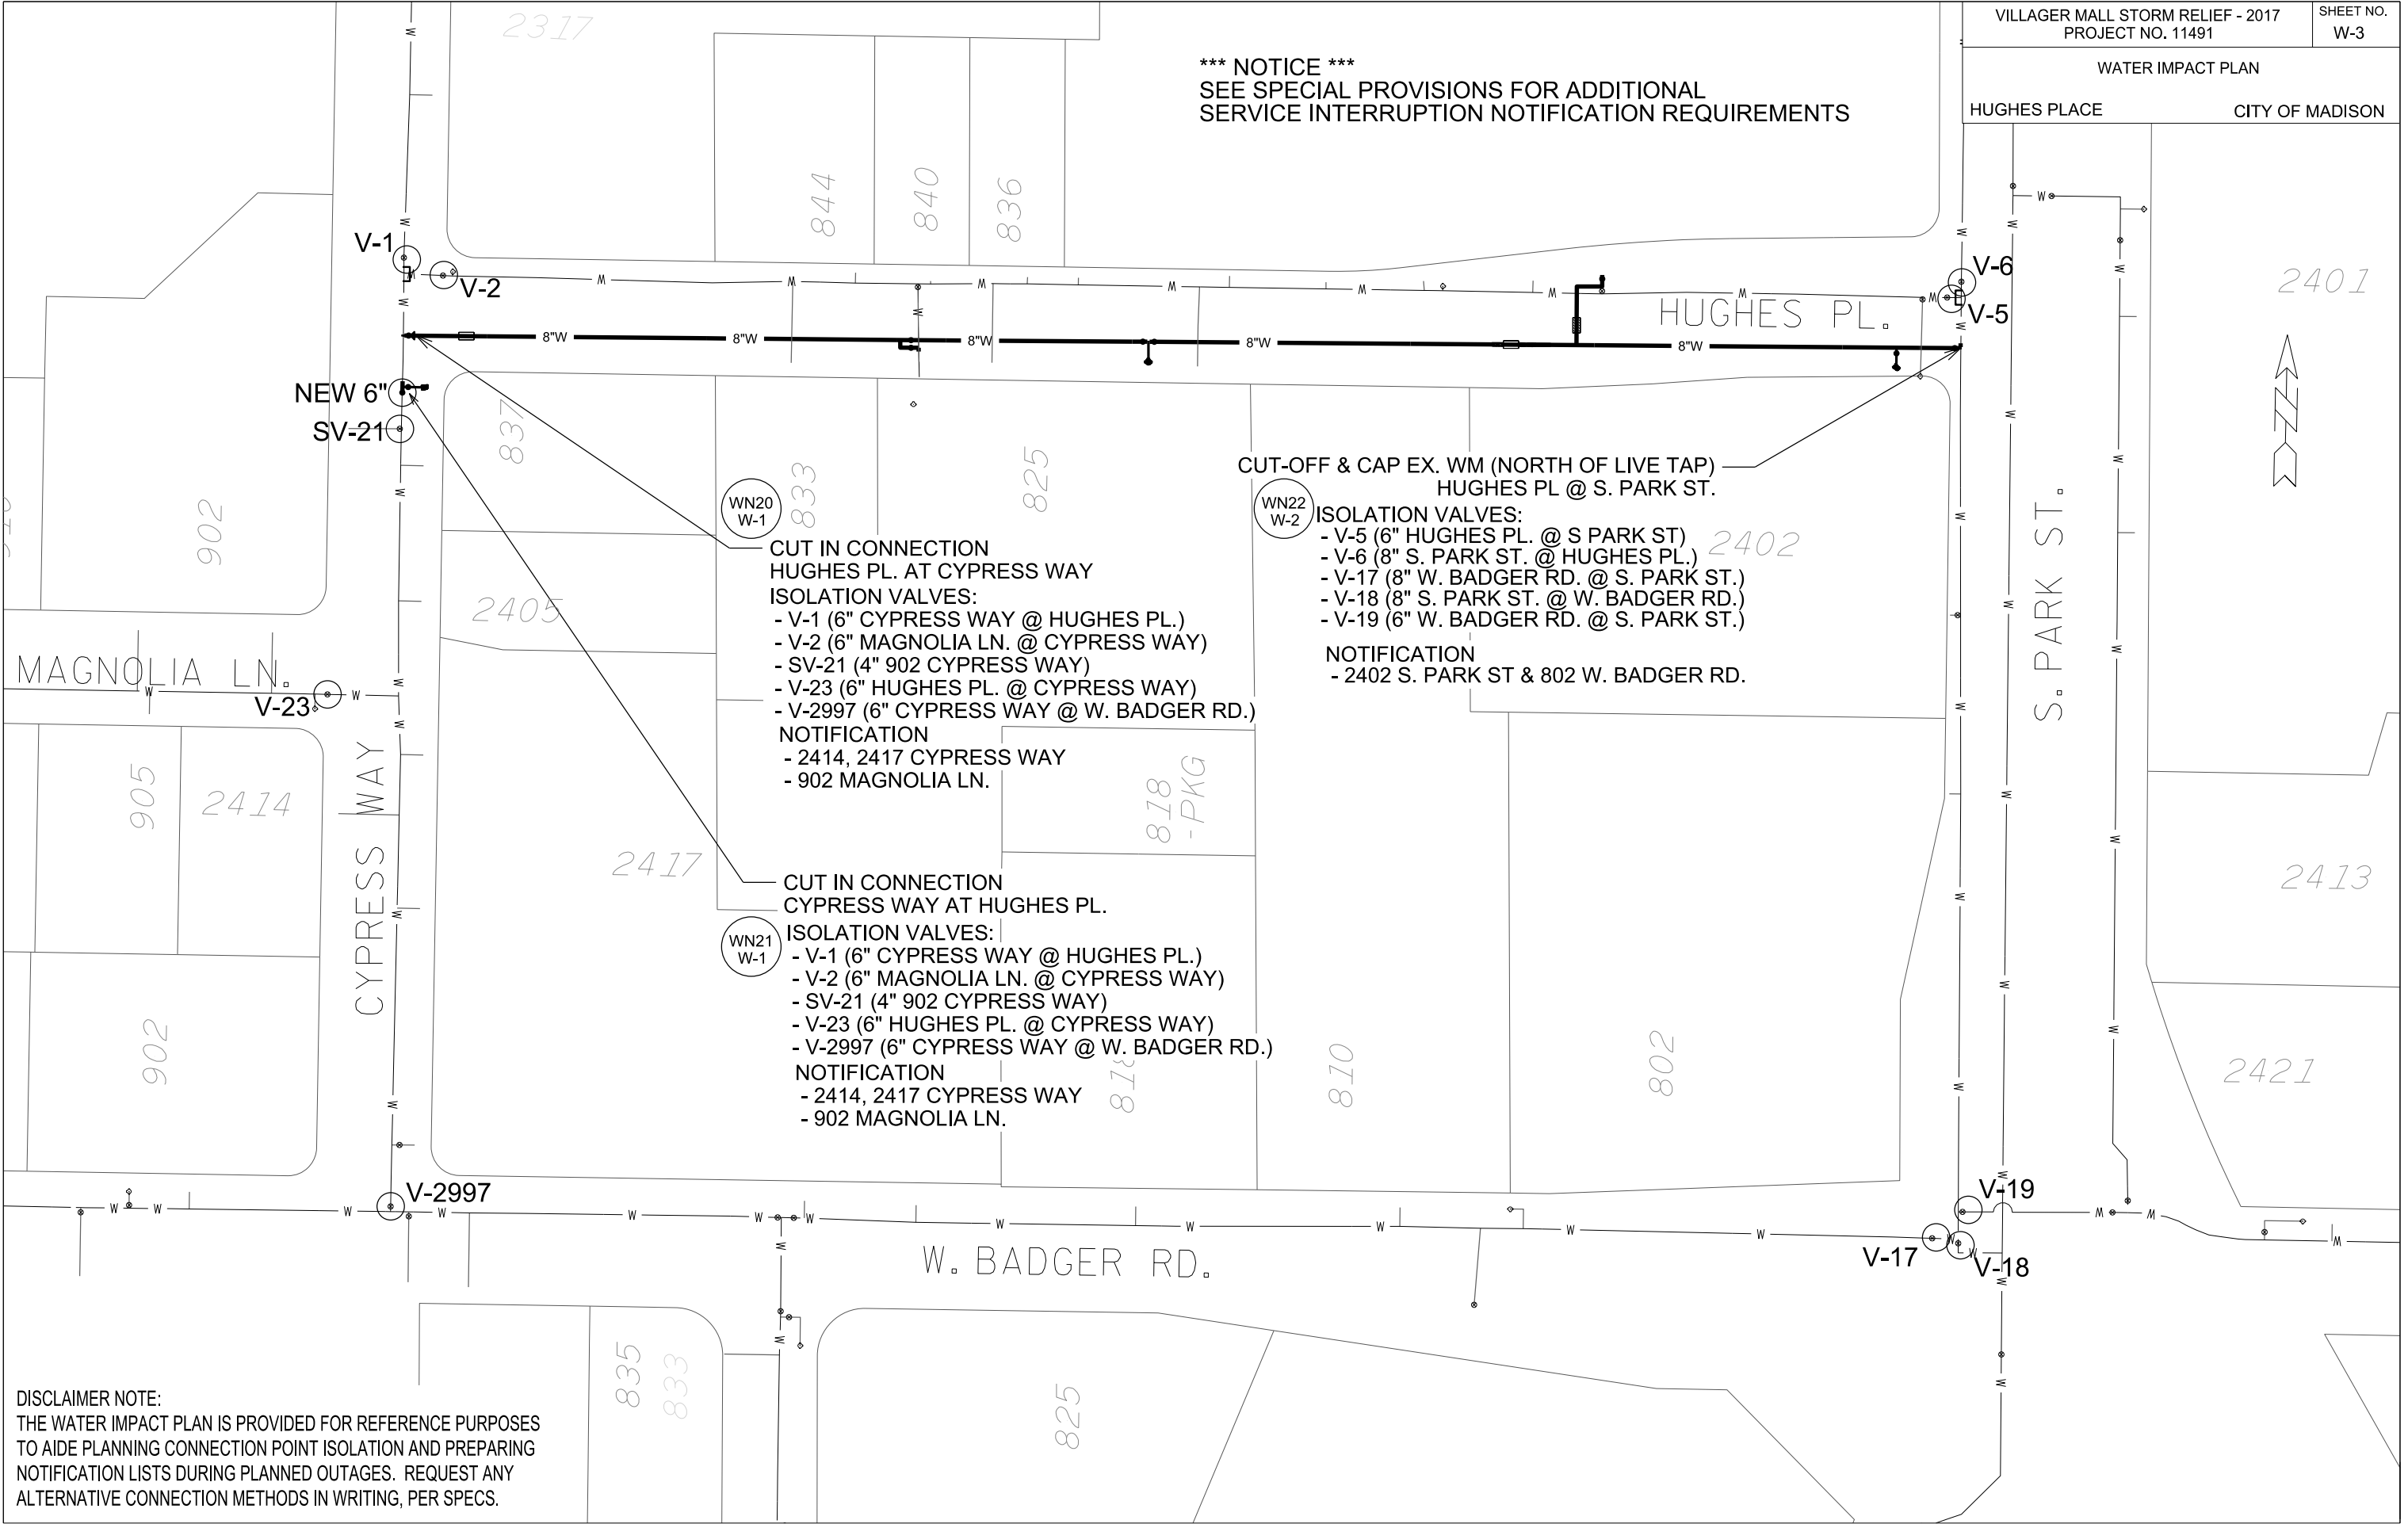 VILLAGER MALL STORM RELIEF - 2017
PROJECT NO. 11491
SHEET NO.
W-3
WATER IMPACT PLAN
HUGHES PLACE
CITY OF MADISON
*** NOTICE ***
SEE SPECIAL PROVISIONS FOR ADDITIONAL
SERVICE INTERRUPTION NOTIFICATION REQUIREMENTS
2317
844
840
836
2401
V-1
V-2
V-6
V-5
HUGHES PL.
8"W
8"W
8"W
8"W
8"W
NEW 6"
SV-21
837
833
825
902
2405
2402
N
WN20
W-1
CUT IN CONNECTION
HUGHES PL. AT CYPRESS WAY
ISOLATION VALVES:
- V-1 (6" CYPRESS WAY @ HUGHES PL.)
- V-2 (6" MAGNOLIA LN. @ CYPRESS WAY)
- SV-21 (4" 902 CYPRESS WAY)
- V-23 (6" HUGHES PL. @ CYPRESS WAY)
- V-2997 (6" CYPRESS WAY @ W. BADGER RD.)
NOTIFICATION
- 2414, 2417 CYPRESS WAY
- 902 MAGNOLIA LN.
CUT-OFF & CAP EX. WM (NORTH OF LIVE TAP)
HUGHES PL @ S. PARK ST.
WN22
W-2
ISOLATION VALVES:
- V-5 (6" HUGHES PL. @ S PARK ST)
- V-6 (8" S. PARK ST. @ HUGHES PL.)
- V-17 (8" W. BADGER RD. @ S. PARK ST.)
- V-18 (8" S. PARK ST. @ W. BADGER RD.)
- V-19 (6" W. BADGER RD. @ S. PARK ST.)
NOTIFICATION
- 2402 S. PARK ST & 802 W. BADGER RD.
S. PARK ST.
MAGNOLIA LN.
V-23
CYPRESS WAY
905
2414
2417
818
-PKG
2413
CUT IN CONNECTION
CYPRESS WAY AT HUGHES PL.
WN21
W-1
ISOLATION VALVES:
- V-1 (6" CYPRESS WAY @ HUGHES PL.)
- V-2 (6" MAGNOLIA LN. @ CYPRESS WAY)
- SV-21 (4" 902 CYPRESS WAY)
- V-23 (6" HUGHES PL. @ CYPRESS WAY)
- V-2997 (6" CYPRESS WAY @ W. BADGER RD.)
NOTIFICATION
- 2414, 2417 CYPRESS WAY
- 902 MAGNOLIA LN.
902
818
810
802
2421
V-2997
V-19
V-17
V-18
W. BADGER RD.
835
833
825
DISCLAIMER NOTE:
THE WATER IMPACT PLAN IS PROVIDED FOR REFERENCE PURPOSES
TO AIDE PLANNING CONNECTION POINT ISOLATION AND PREPARING
NOTIFICATION LISTS DURING PLANNED OUTAGES. REQUEST ANY
ALTERNATIVE CONNECTION METHODS IN WRITING, PER SPECS.